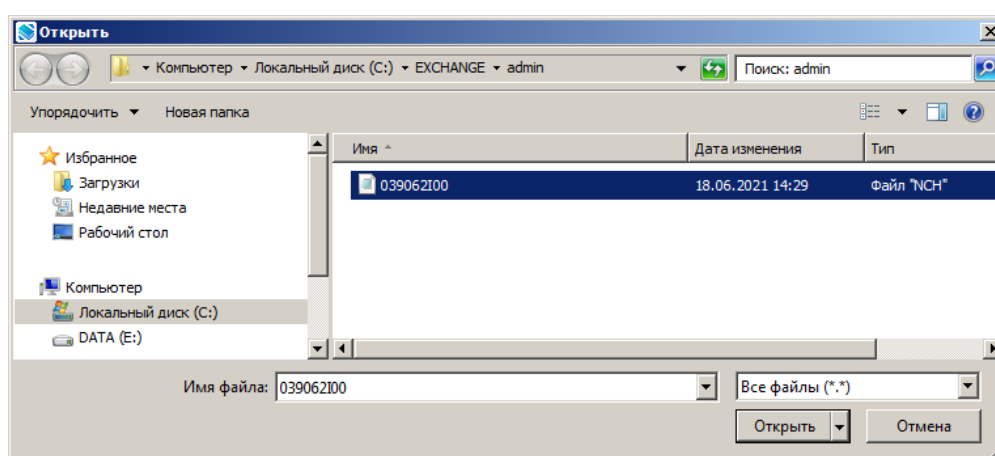 Открыть
Компьютер Локальный диск (C:) EXCHANGE admin Поиск: admin
Упорядочить Новая папка
Избранное
Загрузки
Недавние места
Рабочий стол
Компьютер
Локальный диск (C:)
DATA (E:)
Имя Дата изменения Тип
039062I00 18.06.2021 14:29 Файл "NCH"
Имя файла: 039062I00 Все файлы (*.*)
Открыть Отмена